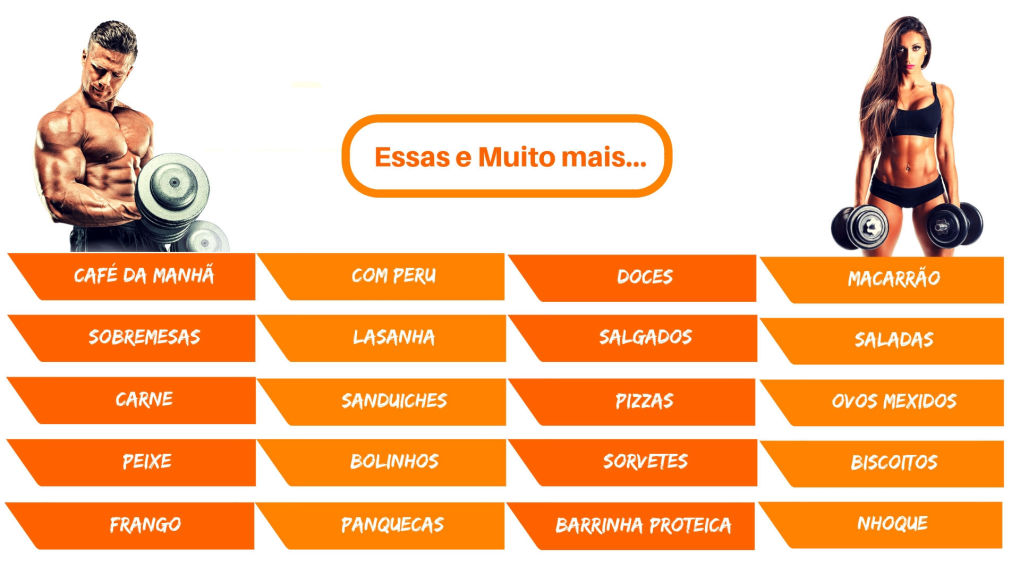 Essas e Muito mais...
CAFÉ DA MANHÃ
COM PERU
DOCES
MACARRÃO
SOBREMESAS
LASANHA
SALGADOS
SALADAS
CARNE
SANDUICHES
PIZZAS
OVOS MEXIDOS
PEIXE
BOLINHOS
SORVETES
BISCOITOS
FRANGO
PANQUECAS
BARRINHA PROTEICA
NHOQUE